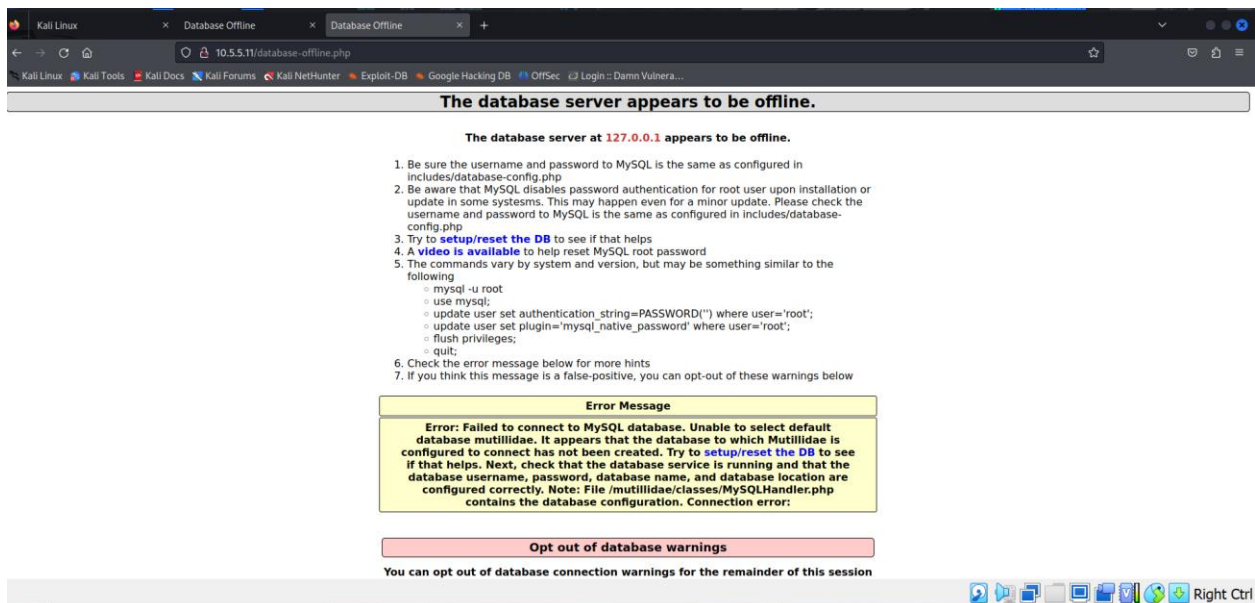 Kali Linux
Database Offline
Database Offline
10.5.5.11/database-offline.php
Kali Linux Kali Tools Kali Docs Kali Forums Kali NetHunter Exploit-DB Google Hacking DB OffSec Login :: Damn Vulnera...
The database server appears to be offline.
The database server at 127.0.0.1 appears to be offline.
1. Be sure the username and password to MySQL is the same as configured in
includes/database-config.php
2. Be aware that MySQL disables password authentication for root user upon installation or
update in some systesms. This may happen even for a minor update. Please check the
username and password to MySQL is the same as configured in includes/database-
config.php
3. Try to setup/reset the DB to see if that helps
4. A video is available to help reset MySQL root password
5. The commands vary by system and version, but may be something similar to the
following
mysql -u root
use mysql;
update user set authentication_string=PASSWORD('') where user='root';
update user set plugin='mysql_native_password' where user='root';
flush privileges;
quit;
6. Check the error message below for more hints
7. If you think this message is a false-positive, you can opt-out of these warnings below
Error Message
Error: Failed to connect to MySQL database. Unable to select default
database mutillidae. It appears that the database to which Mutillidae is
configured to connect has not been created. Try to setup/reset the DB to see
if that helps. Next, check that the database service is running and that the
database username, password, database name, and database location are
configured correctly. Note: File /mutillidae/classes/MySQLHandler.php
contains the database configuration. Connection error:
Opt out of database warnings
You can opt out of database connection warnings for the remainder of this session
Right Ctrl